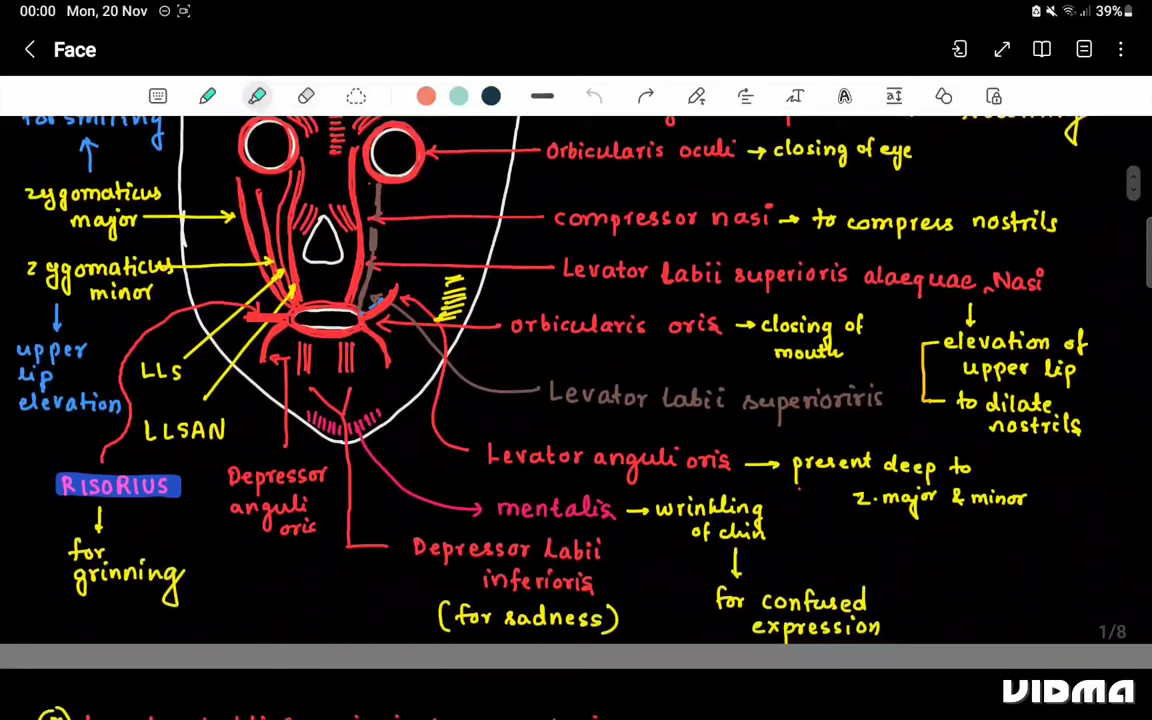 00:00 Mon, 20 Nov
39%
Face
for smiling
Orbicularis oculi → closing of eye
zygomaticus
major
compressor nasi → to compress nostrils
zygomaticus
minor
Levator Labii superioris alaequae Nasi
orbicularis oris → closing of
mouth
elevation of
upper lip
to dilate
nostrils
upper
lip
elevation
LLS
LLSAN
Levator Labii superioriris
RISORIUS
for
grinning
Depressor
anguli
oris
Levator anguli oris → present deep to
z. major & minor
mentalis → wrinkling
of chin
for confused
expression
Depressor Labii
inferioris
(for sadness)
1/8
VIDMA